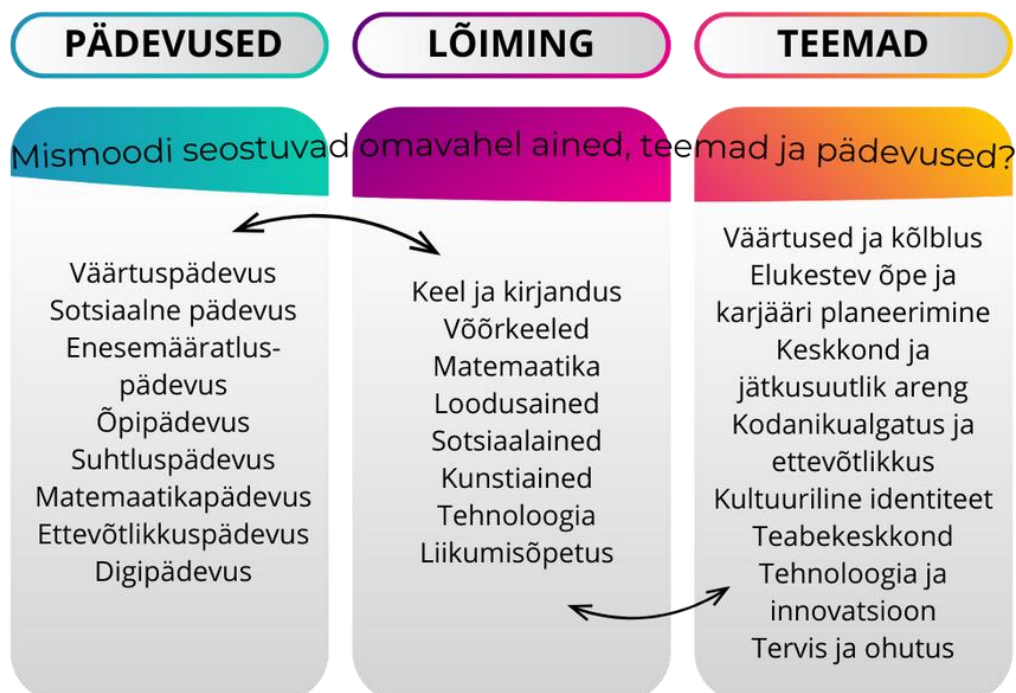 PÄDEVUSED
LÕIMING
TEEMAD
Mismoodi seostuvad omavahel ained, teemad ja pädevused?
Väärtuspädevus
Sotsiaalne pädevus
Enesemääratlus-
pädevus
Õpipädevus
Suhtluspädevus
Matemaatikapädevus
Ettevõtlikkuspädevus
Digipädevus
Keel ja kirjandus
Võõrkeeled
Matemaatika
Loodusained
Sotsiaalained
Kunstiained
Tehnoloogia
Liikumisõpetus
Väärtused ja kõlblus
Elukestev õpe ja
karjääri planeerimine
Keskkond ja
jätkusuutlik areng
Kodanikualgatus ja
ettevõtlikkus
Kultuuriline identiteet
Teabekeskkond
Tehnoloogia ja
innovatsioon
Tervis ja ohutus